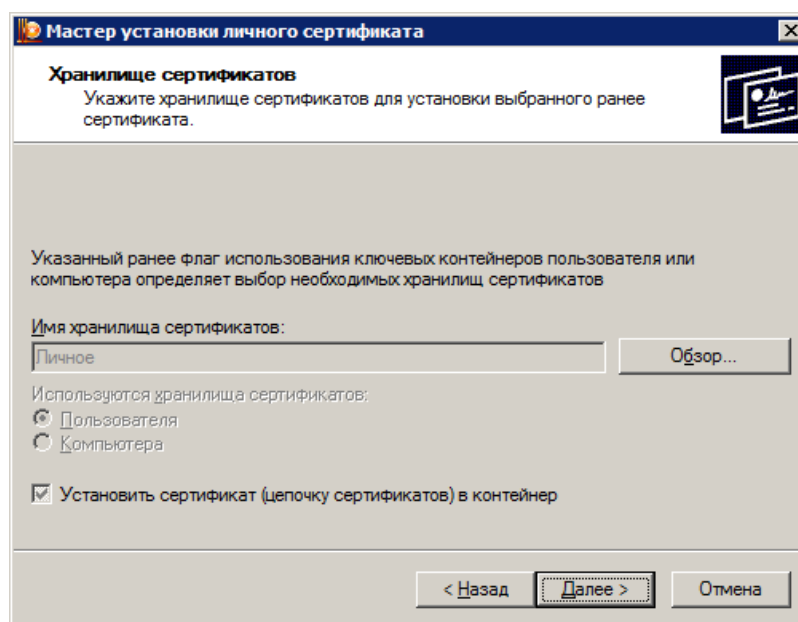 Мастер установки личного сертификата
Хранилище сертификатов
Укажите хранилище сертификатов для установки выбранного ранее
сертификата.
Указанный ранее флаг использования ключевых контейнеров пользователя или
компьютера определяет выбор необходимых хранилищ сертификатов
Имя хранилища сертификатов:
Личное
Обзор...
Используются хранилища сертификатов:
Пользователя
Компьютера
Установить сертификат (цепочку сертификатов) в контейнер
< Назад
Далее >
Отмена